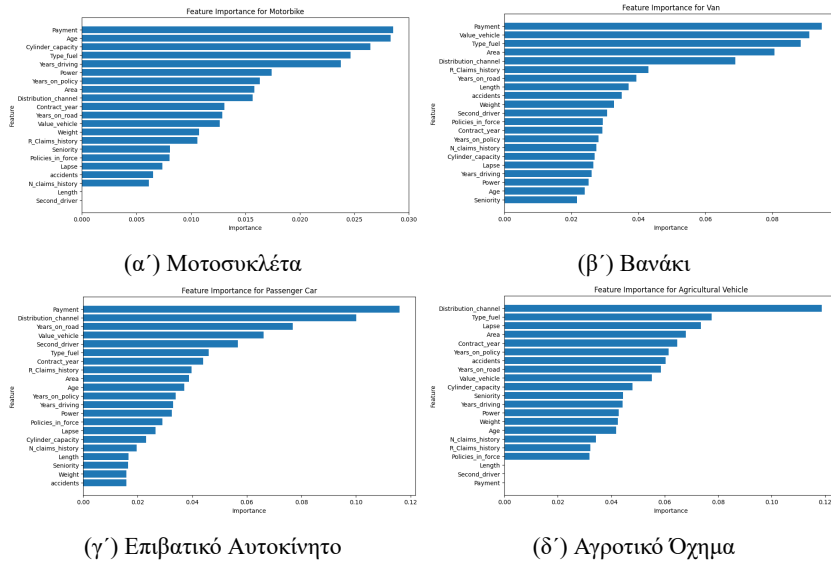 Feature Importance for Motorbike
Feature
Payment
Age
Cylinder_capacity
Type_fuel
Years_driving
Power
Years_on_policy
Area
Distribution_channel
Contract_year
Years_on_road
Value_vehicle
Weight
R_Claims_history
Seniority
Policies_in_force
Lapse
accidents
N_claims_history
Length
Second_driver
0.000 0.005 0.010 0.015 0.020 0.025 0.030
Importance
(α΄) Μοτοσυκλέτα
Feature Importance for Van
Feature
Payment
Value_vehicle
Type_fuel
Area
Distribution_channel
R_Claims_history
Years_on_road
Length
accidents
Weight
Second_driver
Policies_in_force
Contract_year
Years_on_policy
N_claims_history
Cylinder_capacity
Lapse
Years_driving
Power
Age
Seniority
0.00 0.02 0.04 0.06 0.08
Importance
(β΄) Βανάκι
Feature Importance for Passenger Car
Feature
Payment
Distribution_channel
Years_on_road
Value_vehicle
Second_driver
Type_fuel
Contract_year
R_Claims_history
Area
Age
Years_on_policy
Years_driving
Power
Policies_in_force
Lapse
Cylinder_capacity
N_claims_history
Length
Seniority
Weight
accidents
0.00 0.02 0.04 0.06 0.08 0.10 0.12
Importance
(γ΄) Επιβατικό Αυτοκίνητο
Feature Importance for Agricultural Vehicle
Feature
Distribution_channel
Type_fuel
Lapse
Area
Contract_year
Years_on_policy
accidents
Years_on_road
Value_vehicle
Cylinder_capacity
Seniority
Years_driving
Power
Weight
Age
N_claims_history
R_Claims_history
Policies_in_force
Length
Second_driver
Payment
0.00 0.02 0.04 0.06 0.08 0.10 0.12
Importance
(δ΄) Αγροτικό Όχημα